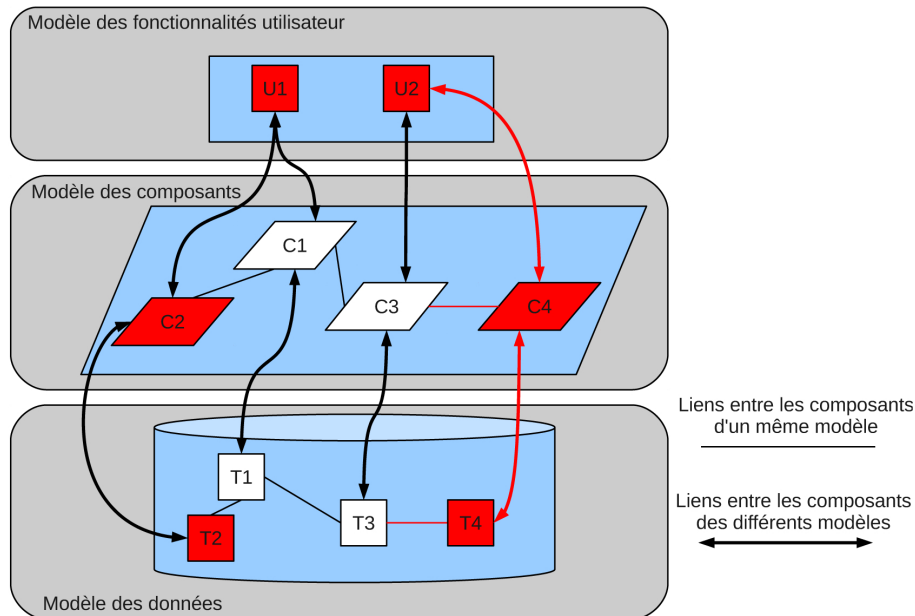 Modèle des fonctionnalités utilisateur
U1
U2
Modèle des composants
C1
C2
C3
C4
Liens entre les composants
d'un même modèle
T1
T2
T3
T4
Liens entre les composants
des différents modèles
Modèle des données